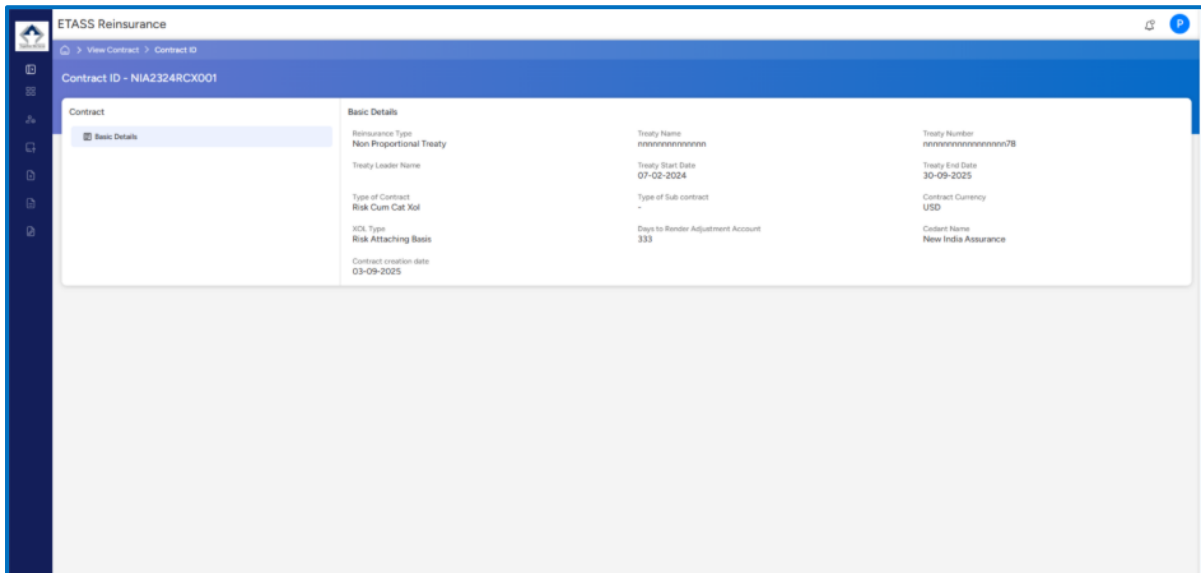 ETASS Reinsurance
P
View Contract > Contract ID
Contract ID - NIA2324RCX001
Contract
Basic Details
Basic Details
Reinsurance Type
Non Proportional Treaty
Treaty Name
nnnnnnnnnnnnnn
Treaty Number
nnnnnnnnnnnnnnnnn78
Treaty Leader Name
Treaty Start Date
07-02-2024
Treaty End Date
30-09-2025
Type of Contract
Risk Cum Cat Xol
Type of Sub contract
-
Contract Currency
USD
XOL Type
Risk Attaching Basis
Days to Render Adjustment Account
333
Cedant Name
New India Assurance
Contract creation date
03-09-2025